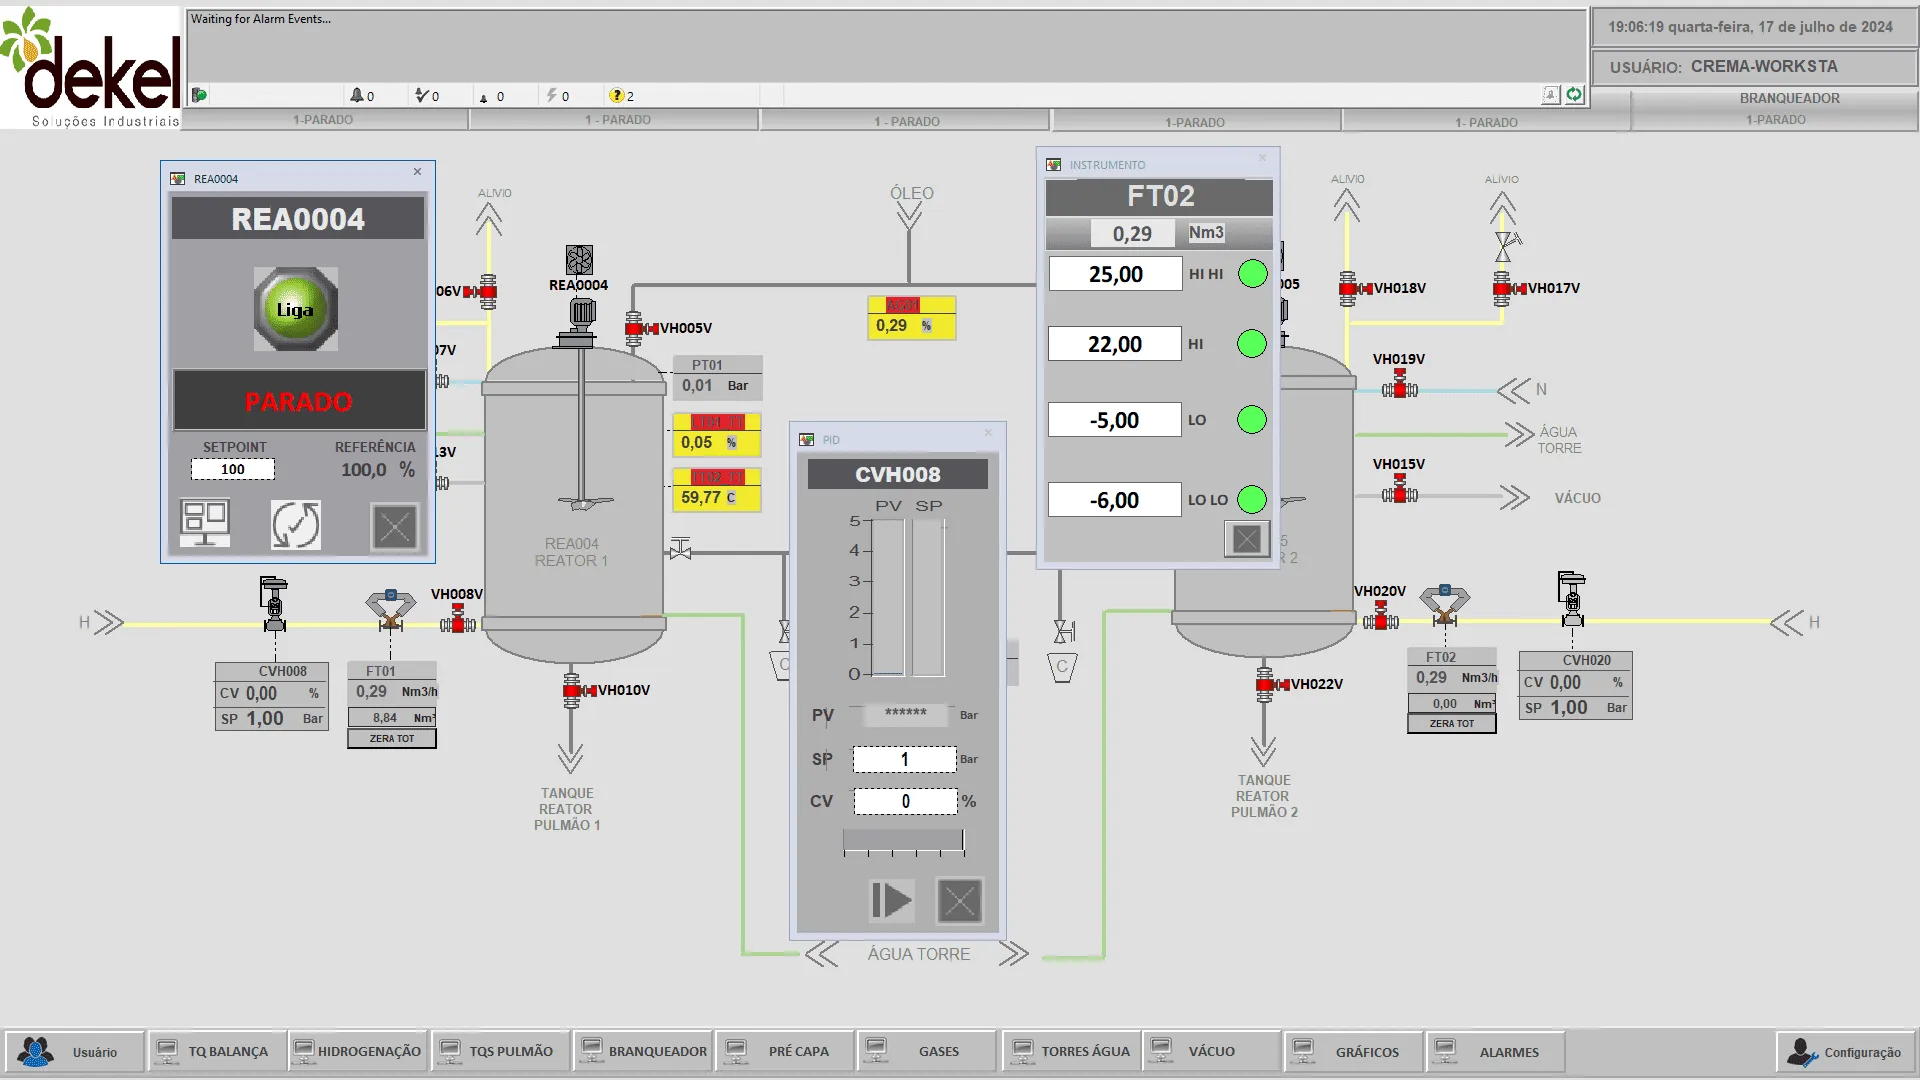 dekel
Soluções Industriais
Waiting for Alarm Events...
0
0
0
0
2
19:06:19 quarta-feira, 17 de julho de 2024
USUÁRIO: CREMA-WORKSTA
BRANQUEADOR
1-PARADO
1 - PARADO
1 - PARADO
1-PARADO
1- PARADO
1-PARADO
REA0004
REA0004
Liga
PARADO
SETPOINT
100
REFERÊNCIA
100,0 %
ALIVIO
06V
07V
13V
REA0004
VH005V
ÓLEO
0,29 %
PT01
0,01 Bar
0,05 %
59,77 C
REA004
REATOR 1
H
VH008V
CVH008
CV 0,00 %
SP 1,00 Bar
FT01
0,29 Nm3/h
8,84 Nm³
ZERA TOT
VH010V
TANQUE
REATOR
PULMÃO 1
PID
CVH008
PV SP
5
4
3
2
1
0
PV ****** Bar
SP 1 Bar
CV 0 %
C
C
ÁGUA TORRE
INSTRUMENTO
FT02
0,29 Nm3
25,00 HI HI
22,00 HI
-5,00 LO
-6,00 LO LO
005
5
R 2
ALIVIO
ALIVIO
VH018V
VH017V
VH019V
N
ÁGUA
TORRE
VH015V
VÁCUO
VH020V
H
FT02
0,29 Nm3/h
0,00 Nm³
ZERA TOT
CVH020
CV 0,00 %
SP 1,00 Bar
VH022V
TANQUE
REATOR
PULMÃO 2
Usuário
TQ BALANÇA
HIDROGENAÇÃO
TQS PULMÃO
BRANQUEADOR
PRÉ CAPA
GASES
TORRES ÁGUA
VÁCUO
GRÁFICOS
ALARMES
Configuração